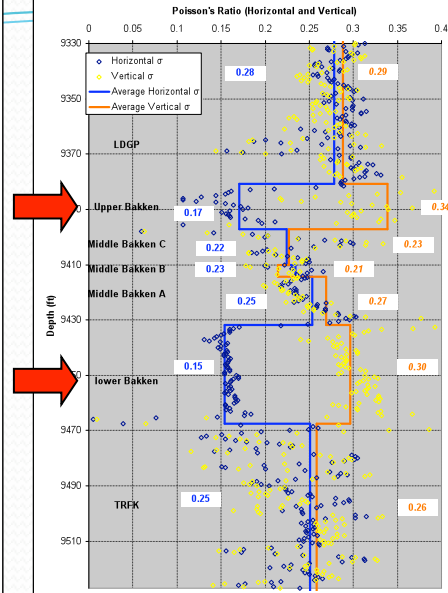 Poisson's Ratio (Horizontal and Vertical)
0 0.1 0.15 0.2 0.25 0.3 0.35 0.4
Horizontal σ
Vertical σ
Average Horizontal σ
Average Vertical σ
Depth (ft)
9330
0.28 0.29
9350
LDGP
9370
Upper Bakken 0.17 0.34
Middle Bakken C 0.22 0.23
9410
Middle Bakken B 0.23 0.21
Middle Bakken A 0.25 0.27
9430
0.15 0.30
lower Bakken
9470
9490
TRFK 0.25 0.26
9510